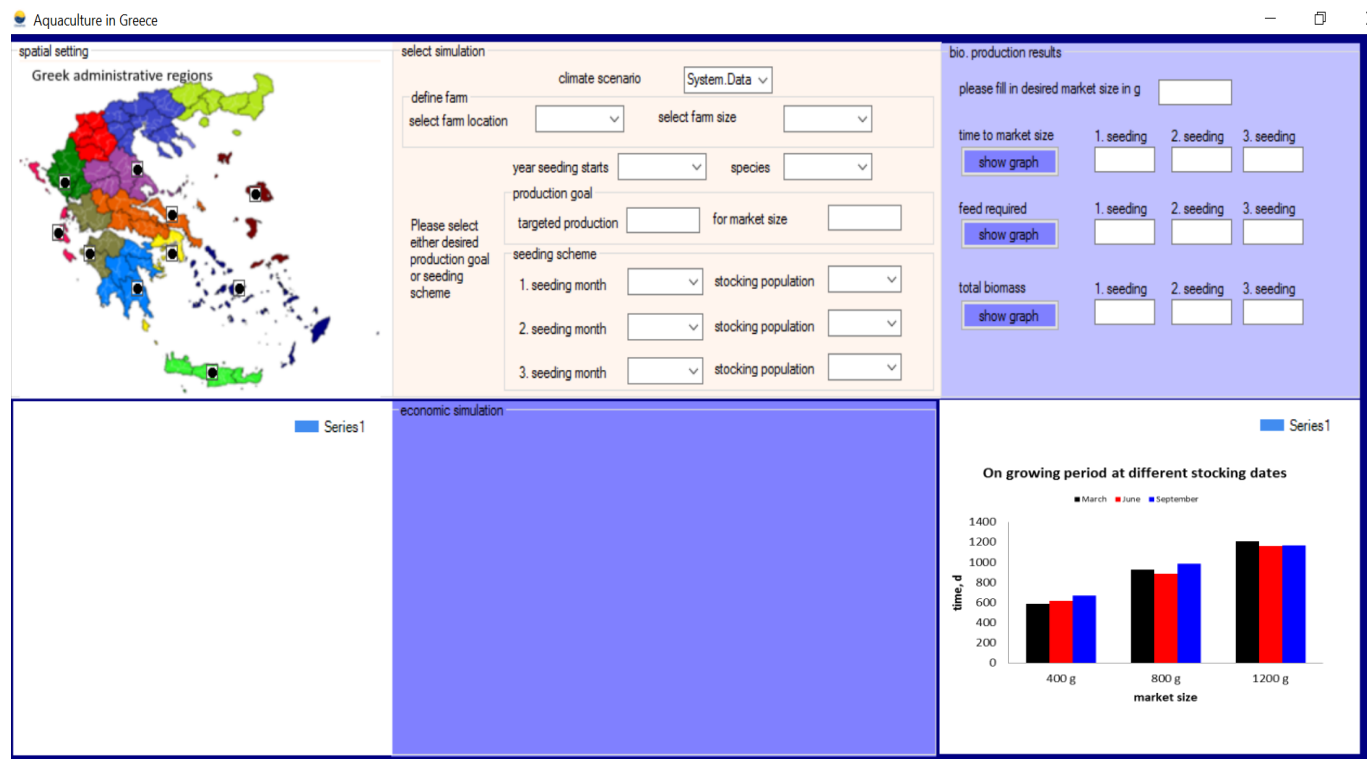 Aquaculture in Greece
spatial setting
Greek administrative regions
select simulation
climate scenario
System.Data
define farm
select farm location
select farm size
year seeding starts
species
production goal
targeted production
for market size
Please select
either desired
production goal
or seeding
scheme
seeding scheme
1. seeding month
stocking population
2. seeding month
stocking population
3. seeding month
stocking population
bio. production results
please fill in desired market size in g
time to market size
1. seeding 2. seeding 3. seeding
show graph
feed required
1. seeding 2. seeding 3. seeding
show graph
total biomass
1. seeding 2. seeding 3. seeding
show graph
Series1
economic simulation
Series1
On growing period at different stocking dates
March June September
time, d
1400
1200
1000
800
600
400
200
0
400 g 800 g 1200 g
market size